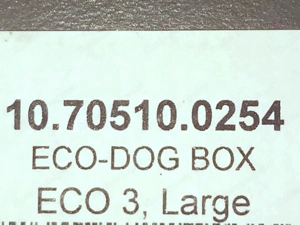 10.70510.0254
ECO-DOG BOX
ECO 3, Large